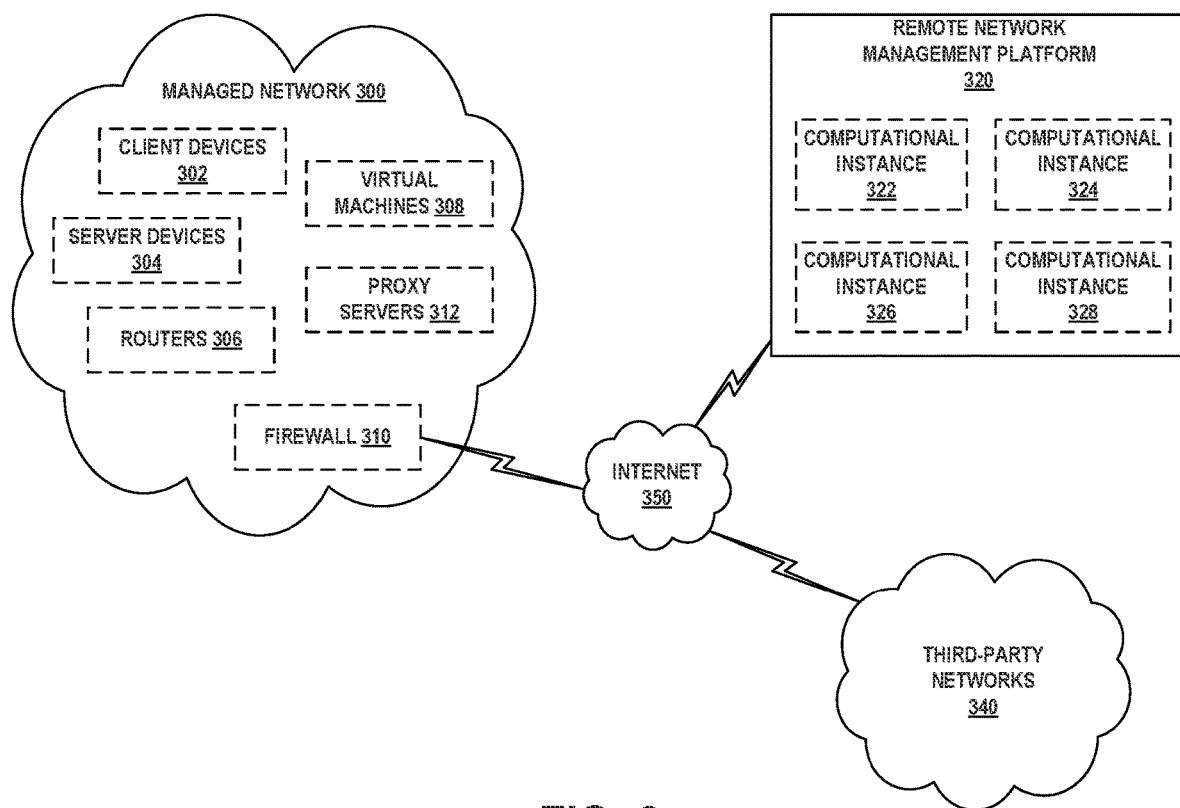 MANAGED NETWORK 300
CLIENT DEVICES
302
VIRTUAL
MACHINES 308
SERVER DEVICES
304
PROXY
SERVERS 312
ROUTERS 306
FIREWALL 310
REMOTE NETWORK
MANAGEMENT PLATFORM
320
COMPUTATIONAL
INSTANCE
322
COMPUTATIONAL
INSTANCE
324
COMPUTATIONAL
INSTANCE
326
COMPUTATIONAL
INSTANCE
328
INTERNET
350
THIRD-PARTY
NETWORKS
340